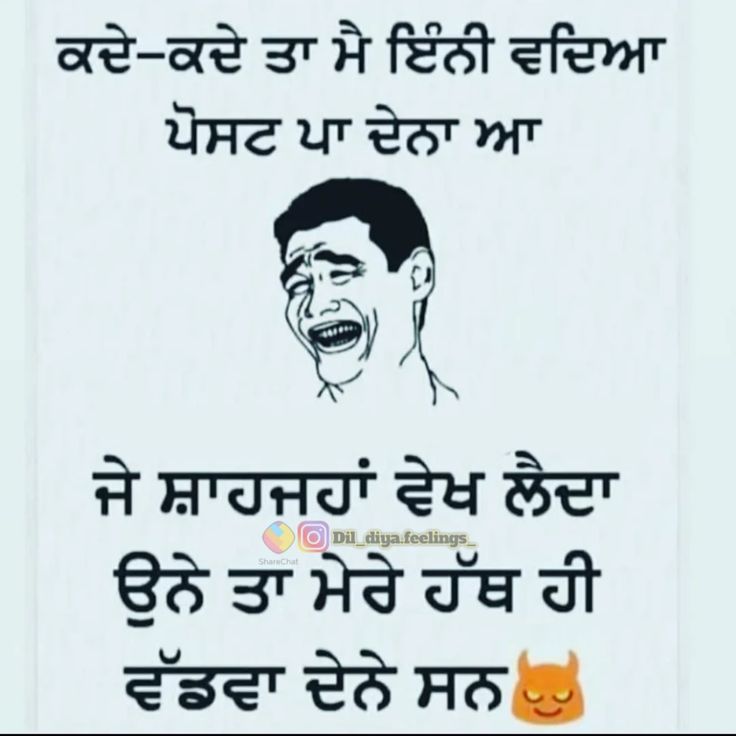 ਕਦੇ-ਕਦੇ ਤਾ ਮੈ ਇੰਨੀ ਵਦਿਆ
ਪੋਸਟ ਪਾ ਦੇਨਾ ਆ
ਜੇ ਸ਼ਾਹਜਹਾਂ ਵੇਖ ਲੈਦਾ
Dil_diya.feelings_
ShareChat
ਉਨੇ ਤਾ ਮੇਰੇ ਹੱਥ ਹੀ
ਵੱਡਵਾ ਦੇਨੇ ਸਨ